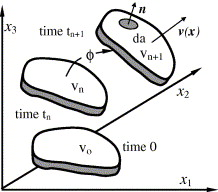 x₃
time tₙ₊₁
n
da
vₙ₊₁
v(x)
ϕ
vₙ
x₂
time tₙ
vₒ
time 0
x₁